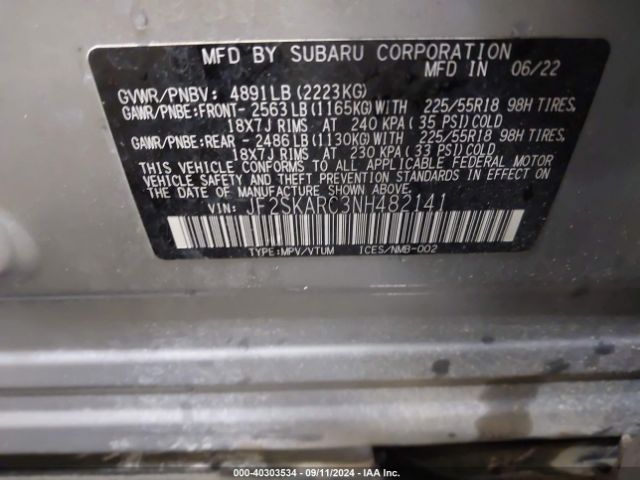 MFD BY SUBARU CORPORATION
MFD IN 06/22
GVWR/PNBV: 4891LB(2223KG)
GAWR/PNBE:FRONT- 2563LB(1165KG)WITH 225/55R18 98H TIRES,
18X7J RIMS AT 240 KPA( 35 PSI)COLD
GAWR/PNBE:REAR - 2486LB(1130KG)WITH 225/55R18 98H TIRES,
18X7J RIMS AT 230 KPA( 33 PSI)COLD
THIS VEHICLE CONFORMS TO ALL APPLICABLE FEDERAL MOTOR
VEHICLE SAFETY AND THEFT PREVENTION STANDARDS IN EFFECT ON
THE DATE OF MANUFACTURE SHOWN ABOVE.
VIN: JF2SKARC3NH482141
TYPE:MPV/VTUM ICES/NMB-002
000-40303534 - 09/11/2024 - IAA Inc.